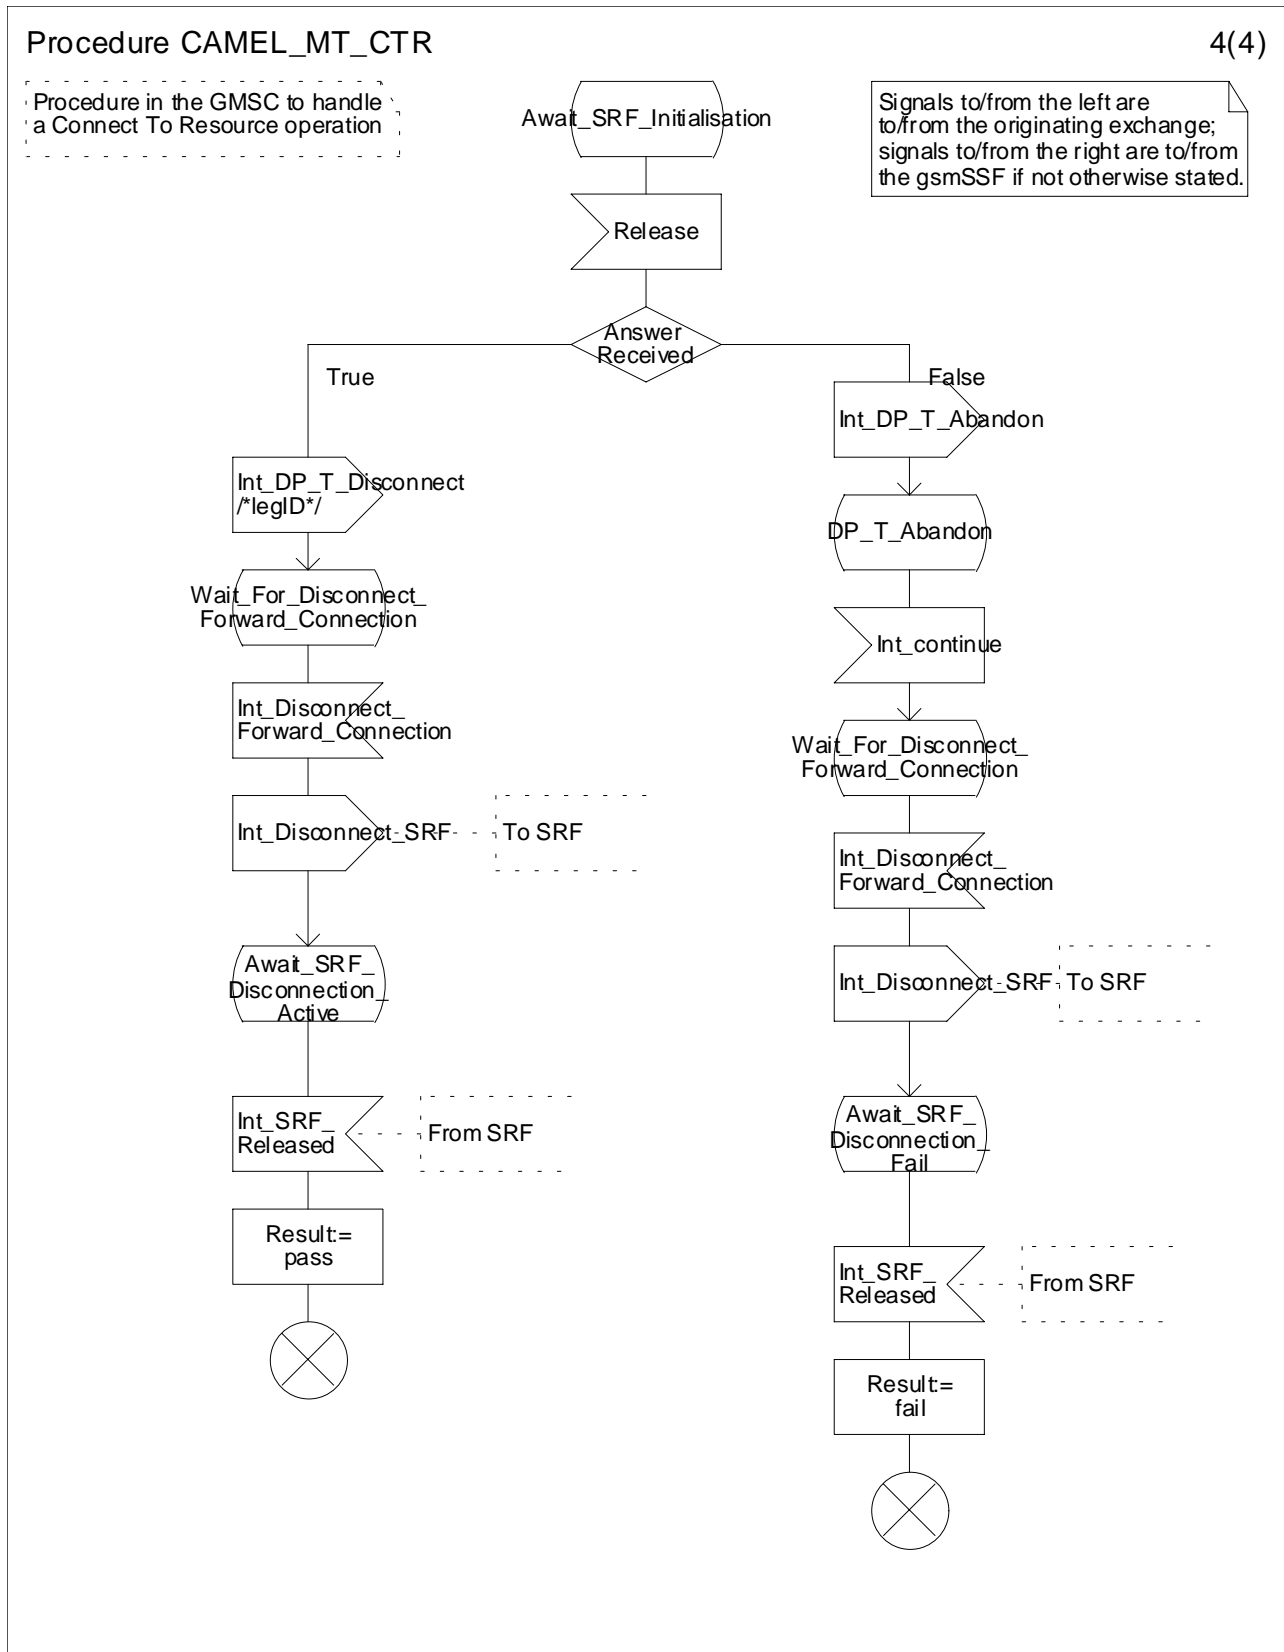 Procedure CAMEL_MT_CTR
4(4)
Procedure in the GMSC to handle
a Connect To Resource operation
Await_SRF_Initialisation
Signals to/from the left are
to/from the originating exchange;
signals to/from the right are to/from
the gsmSSF if not otherwise stated.
Release
Answer
Received
True
False
Int_DP_T_Disconnect
/*legID*/
Wait_For_Disconnect_
Forward_Connection
Int_Disconnect_
Forward_Connection
Int_Disconnect_SRF
To SRF
Await_SRF_
Disconnection_
Active
Int_SRF_
Released
From SRF
Result:=
pass
Int_DP_T_Abandon
DP_T_Abandon
Int_continue
Wait_For_Disconnect_
Forward_Connection
Int_Disconnect_
Forward_Connection
Int_Disconnect_SRF
To SRF
Await_SRF_
Disconnection_
Fail
Int_SRF_
Released
From SRF
Result:=
fail